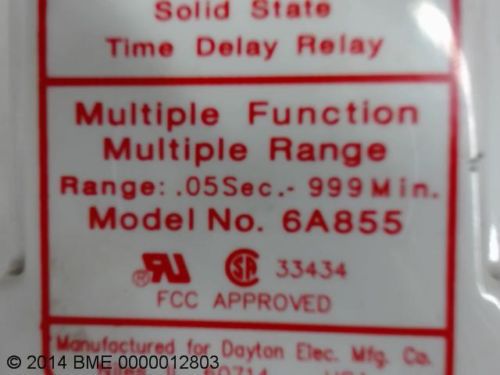 Solid State
Time Delay Relay
Multiple Function
Multiple Range
Range: .05Sec.- 999 Min.
Model No. 6A855
33434
FCC APPROVED
Manufactured for Dayton Elec. Mfg. Co.
60714
© 2014 BME 0000012803